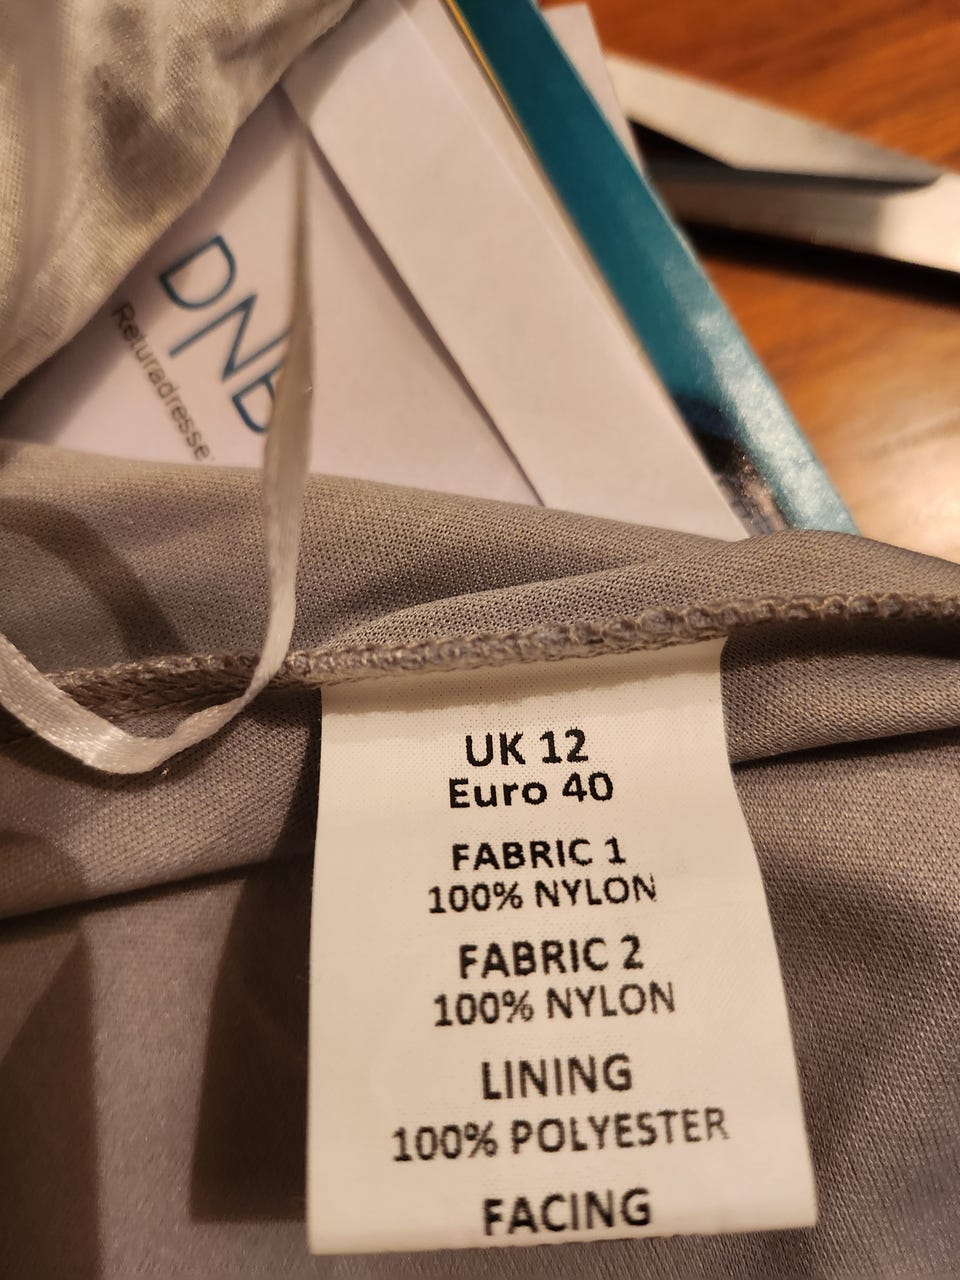 DNB
Returadresse:
UK 12
Euro 40
FABRIC 1
100% NYLON
FABRIC 2
100% NYLON
LINING
100% POLYESTER
FACING